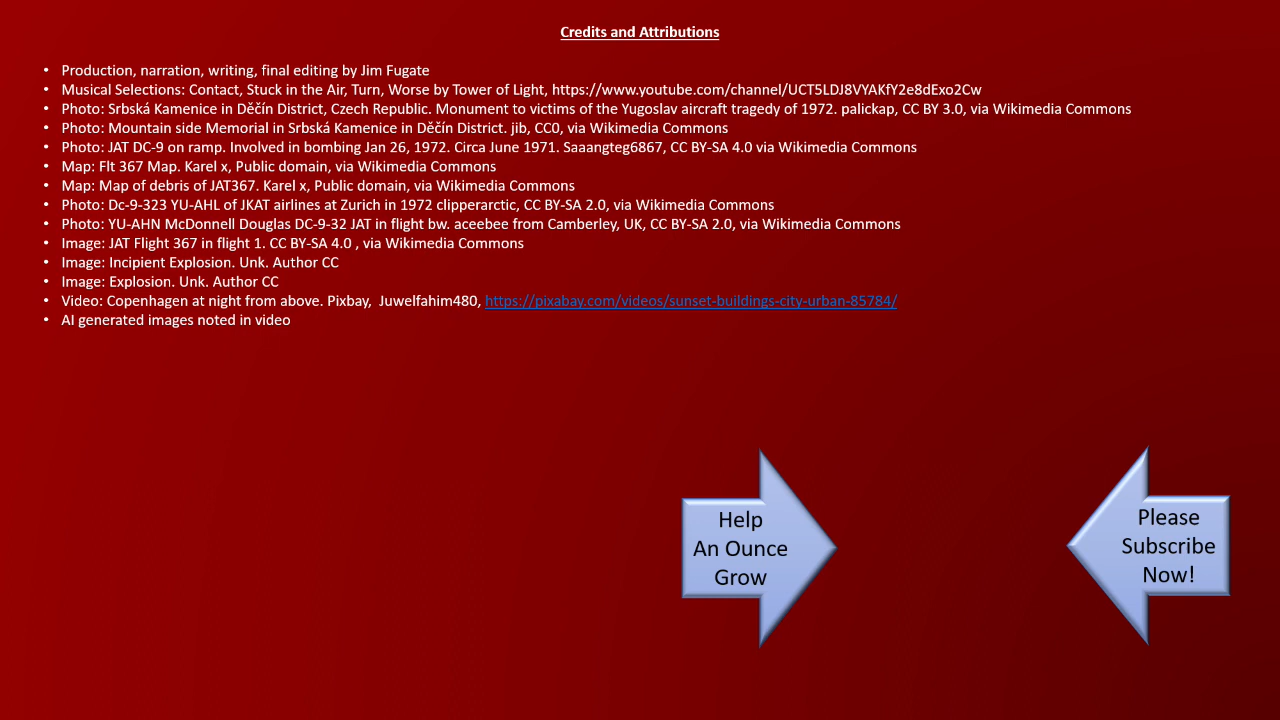 Credits and Attributions
• Production, narration, writing, final editing by Jim Fugate
• Musical Selections: Contact, Stuck in the Air, Turn, Worse by Tower of Light, https://www.youtube.com/channel/UCT5LDJ8VYAKfY2e8dExo2Cw
• Photo: Srbská Kamenice in Děčín District, Czech Republic. Monument to victims of the Yugoslav aircraft tragedy of 1972. palickap, CC BY 3.0, via Wikimedia Commons
• Photo: Mountain side Memorial in Srbská Kamenice in Děčín District. jib, CC0, via Wikimedia Commons
• Photo: JAT DC-9 on ramp. Involved in bombing Jan 26, 1972. Circa June 1971. Saaangteg6867, CC BY-SA 4.0 via Wikimedia Commons
• Map: Flt 367 Map. Karel x, Public domain, via Wikimedia Commons
• Map: Map of debris of JAT367. Karel x, Public domain, via Wikimedia Commons
• Photo: Dc-9-323 YU-AHL of JKAT airlines at Zurich in 1972 clipperarctic, CC BY-SA 2.0, via Wikimedia Commons
• Photo: YU-AHN McDonnell Douglas DC-9-32 JAT in flight bw. aceebee from Camberley, UK, CC BY-SA 2.0, via Wikimedia Commons
• Image: JAT Flight 367 in flight 1. CC BY-SA 4.0 , via Wikimedia Commons
• Image: Incipient Explosion. Unk. Author CC
• Image: Explosion. Unk. Author CC
• Video: Copenhagen at night from above. Pixbay,  Juwelfahim480, https://pixabay.com/videos/sunset-buildings-city-urban-85784/
• AI generated images noted in video
Help
An Ounce
Grow
Please
Subscribe
Now!